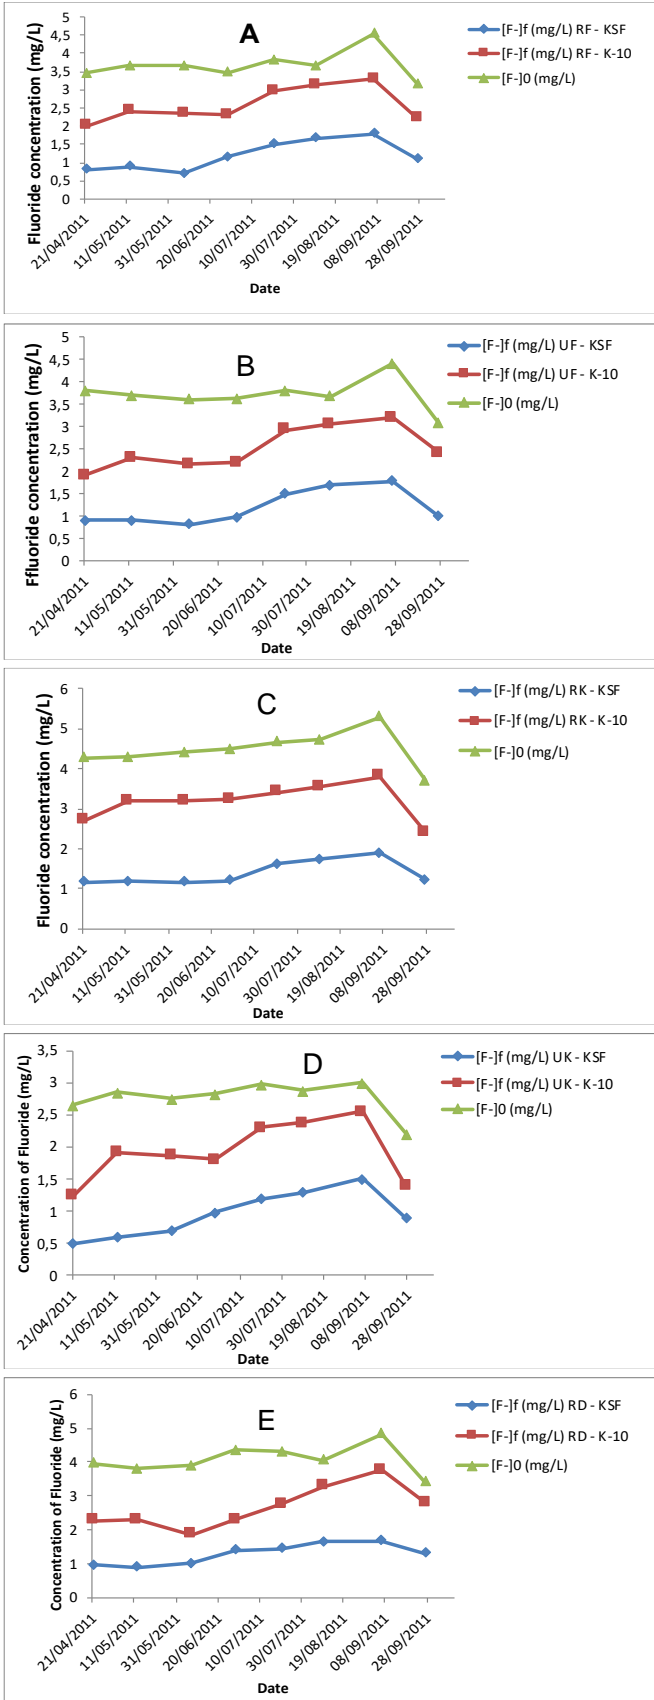 A
Fluoride concentration (mg/L)
5
4,5
4
3,5
3
2,5
2
1,5
1
0,5
0
21/04/2011
11/05/2011
31/05/2011
20/06/2011
10/07/2011
30/07/2011
19/08/2011
08/09/2011
28/09/2011
Date
[F-]f (mg/L) RF - KSF
[F-]f (mg/L) RF - K-10
[F-]0 (mg/L)
B
Ffluoride concentration (mg/L)
5
4,5
4
3,5
3
2,5
2
1,5
1
0,5
0
21/04/2011
11/05/2011
31/05/2011
20/06/2011
10/07/2011
30/07/2011
19/08/2011
08/09/2011
28/09/2011
Date
[F-]f (mg/L) UF - KSF
[F-]f (mg/L) UF - K-10
[F-]0 (mg/L)
C
Fluoride concentration (mg/L)
6
5
4
3
2
1
0
21/04/2011
11/05/2011
31/05/2011
20/06/2011
10/07/2011
30/07/2011
19/08/2011
08/09/2011
28/09/2011
Date
[F-]f (mg/L) RK - KSF
[F-]f (mg/L) RK - K-10
[F-]0 (mg/L)
D
Concentration of Fluoride (mg/L)
3,5
3
2,5
2
1,5
1
0,5
0
21/04/2011
11/05/2011
31/05/2011
20/06/2011
10/07/2011
30/07/2011
19/08/2011
08/09/2011
28/09/2011
Date
[F-]f (mg/L) UK - KSF
[F-]f (mg/L) UK - K-10
[F-]0 (mg/L)
E
Concentration of Fluoride (mg/L)
6
5
4
3
2
1
0
21/04/2011
11/05/2011
31/05/2011
20/06/2011
10/07/2011
30/07/2011
19/08/2011
08/09/2011
28/09/2011
Date
[F-]f (mg/L) RD - KSF
[F-]f (mg/L) RD - K-10
[F-]0 (mg/L)